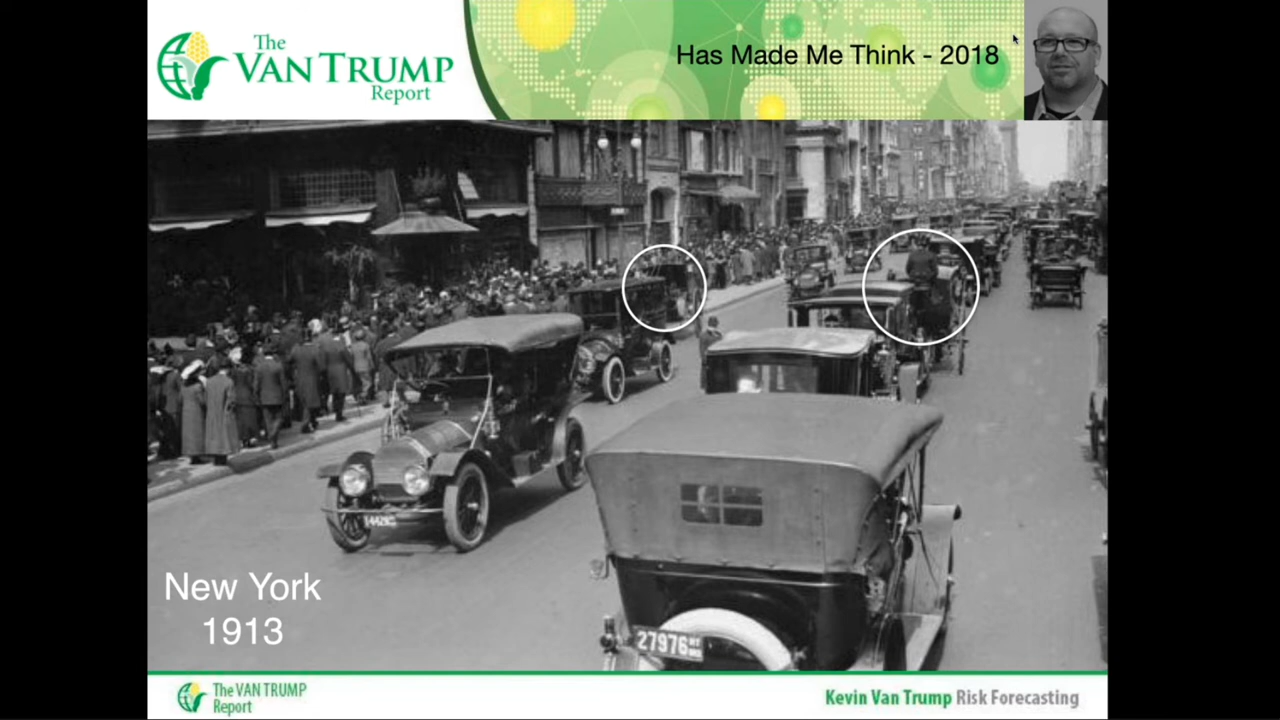 The
VAN TRUMP
Report
Has Made Me Think - 2018
27976 NY
New York
1913
The VAN TRUMP
Report
Kevin Van Trump Risk Forecasting